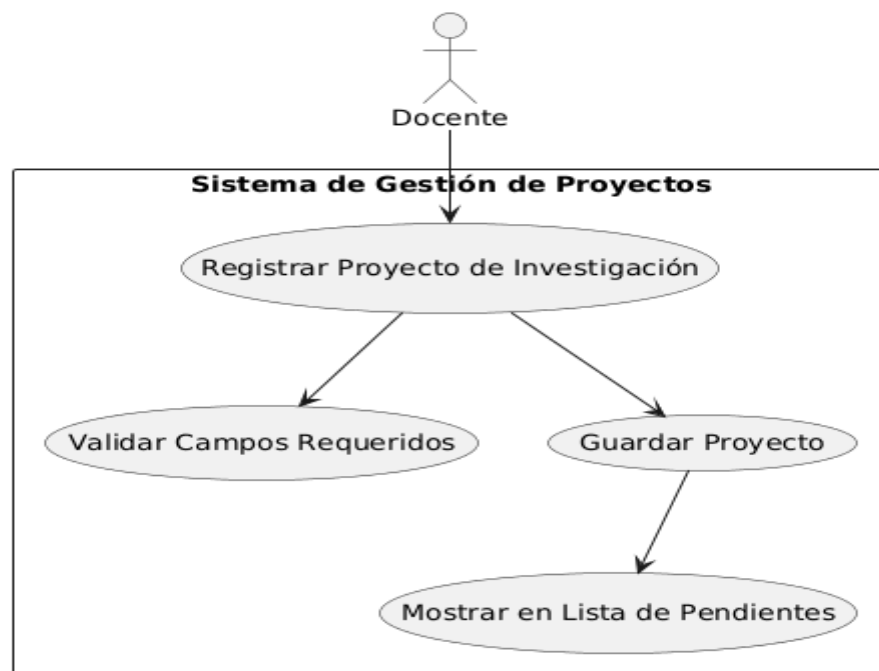 Docente
Sistema de Gestión de Proyectos
Registrar Proyecto de Investigación
Validar Campos Requeridos
Guardar Proyecto
Mostrar en Lista de Pendientes